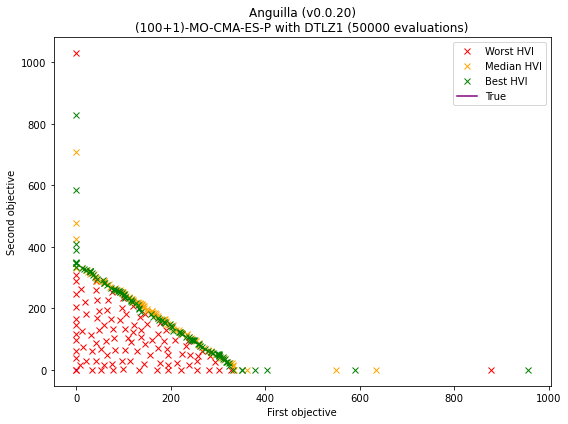 Anguilla (v0.0.20)
(100+1)-MO-CMA-ES-P with DTLZ1 (50000 evaluations)
Worst HVI
Median HVI
Best HVI
True
Second objective
1000
800
600
400
200
0
0 200 400 600 800 1000
First objective